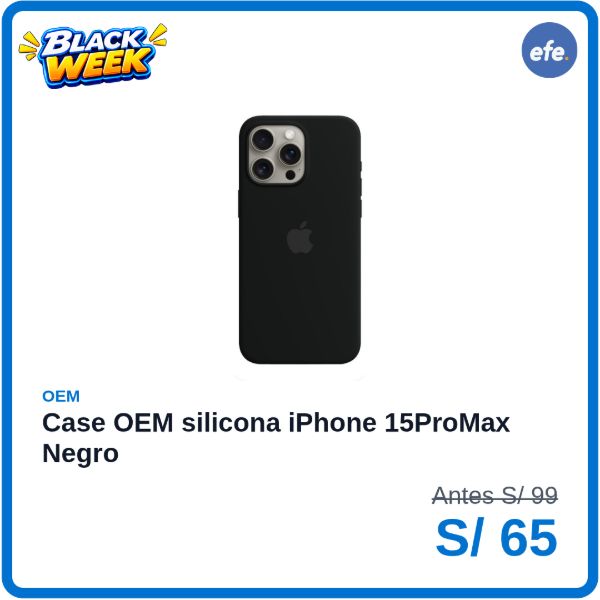 BLACK
WEEK
efe.
OEM
Case OEM silicona iPhone 15ProMax
Negro
Antes S/ 99
S/ 65